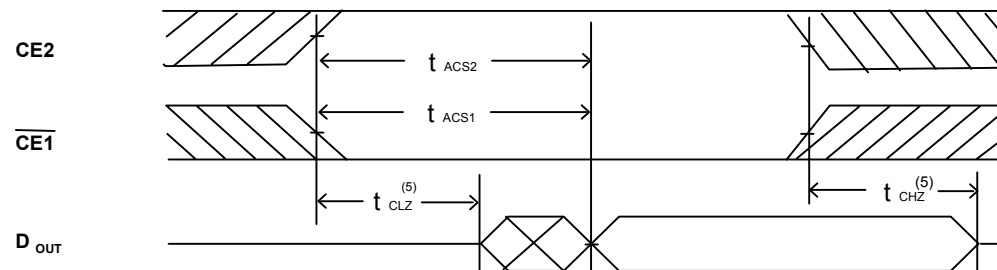 CE2
t ACS2
t ACS1
CE1
t CLZ (5)
t CHZ (5)
D OUT